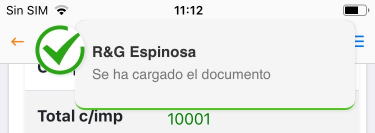 Sin SIM 11:12
R&G Espinosa
Se ha cargado el documento
Total c/imp 10001